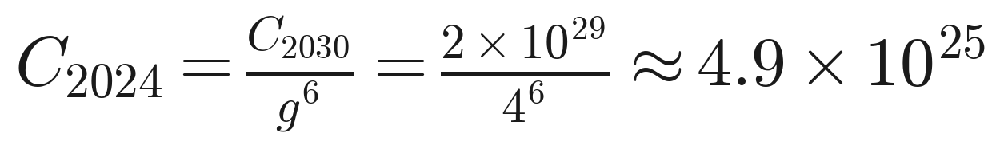 $C_{2024} = \frac{C_{2030}}{g^6} = \frac{2 \times 10^{29}}{4^6} \approx 4.9 \times 10^{25}$